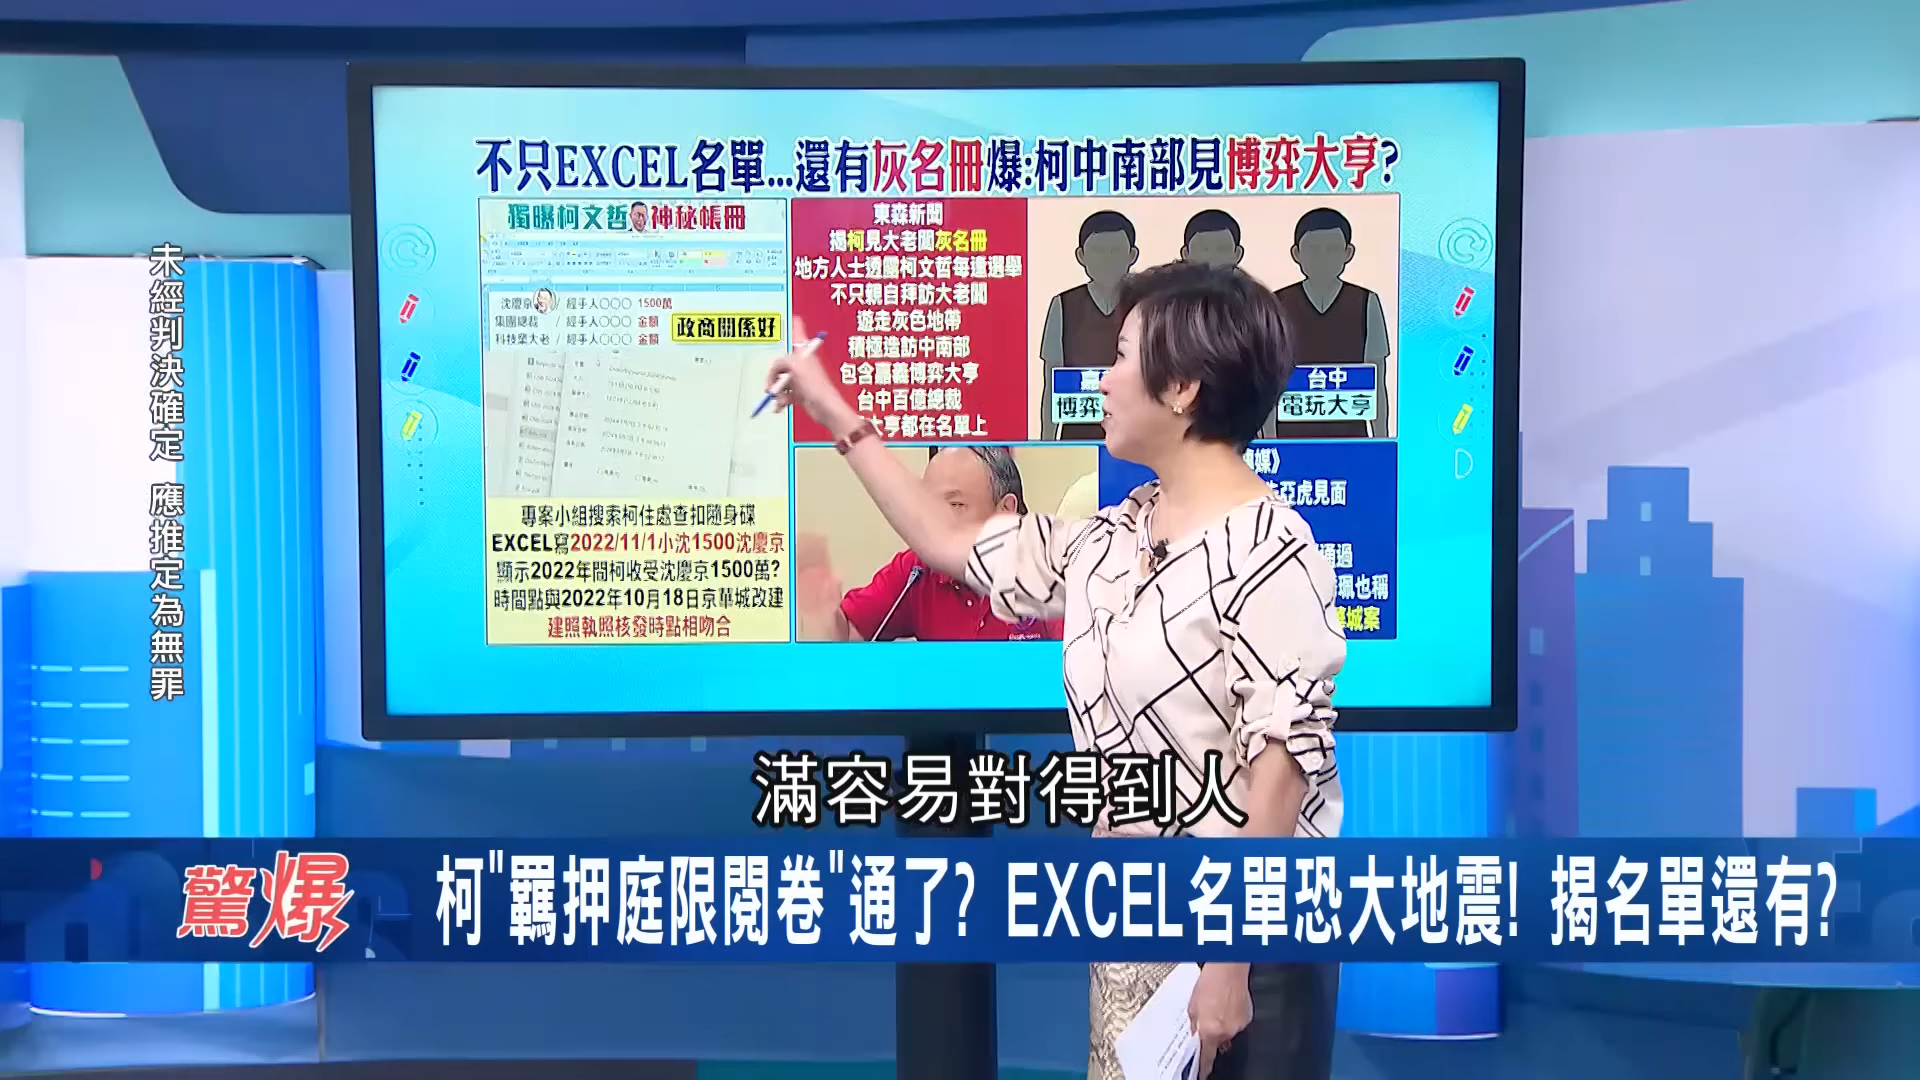 不只EXCEL名單...還有灰名冊爆:柯中南部見博弈大亨?
獨曝柯文哲神秘帳冊
沈慶京 / 經手人○○○ 1500萬
集團總裁 / 經手人○○○ 金額
科技業大老 / 經手人○○○ 金額
政商關係好
專案小組搜索柯住處查扣隨身碟
EXCEL寫2022/11/1小沈1500沈慶京
顯示2022年間柯收受沈慶京1500萬?
時間點與2022年10月18日京華城改建
建照執照核發時點相吻合
東森新聞
揭柯見大老闆灰名冊
地方人士透露柯文哲每逢選舉
不只親自拜訪大老闆
遊走灰色地帶
積極造訪中南部
包含嘉義博弈大亨
台中百億總裁
大亨都在名單上
嘉
博弈
台中
電玩大亨
媒》
亞虎見面
通過
珮也稱
城案
未經判決確定 應推定為無罪
滿容易對得到人
驚爆
柯"羈押庭限閱卷"通了? EXCEL名單恐大地震! 揭名單還有?